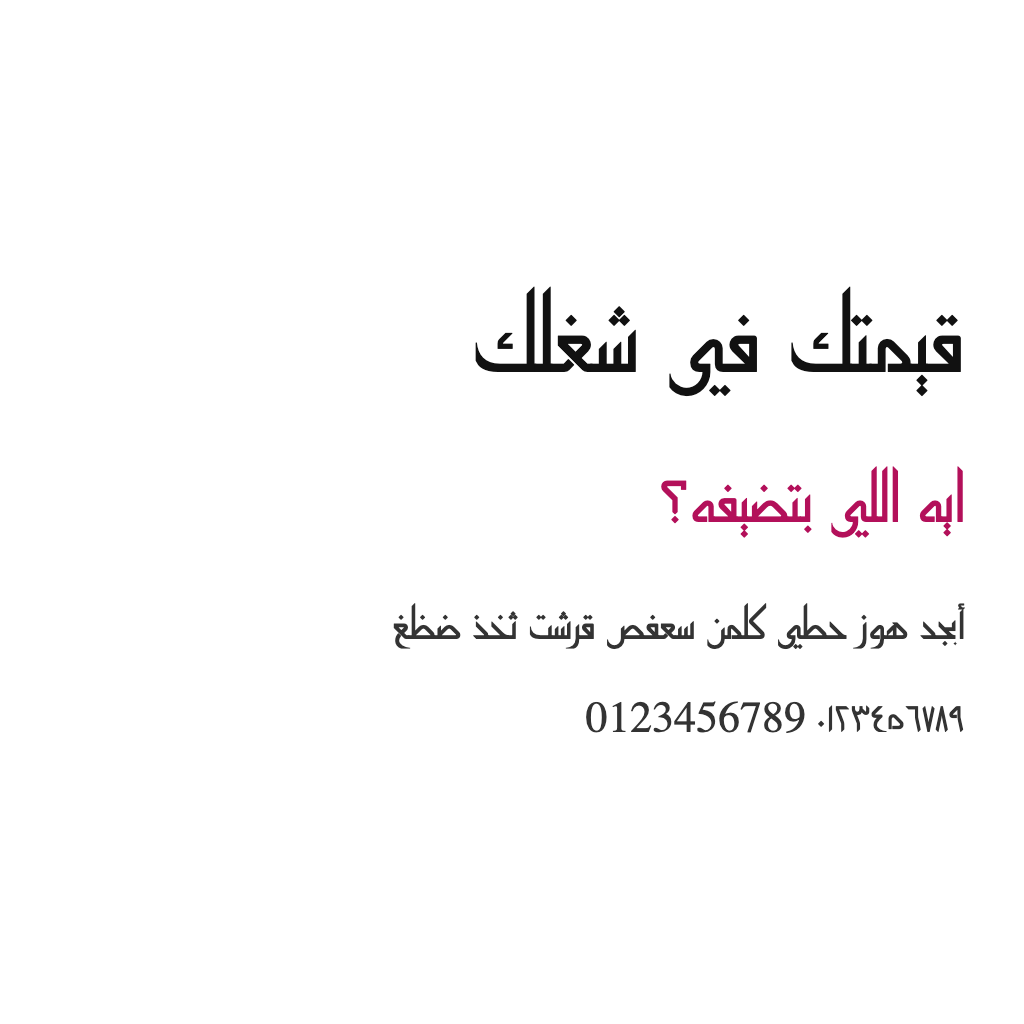 قيمتك في شغلك
ايه اللي بتضيفه؟
أبجد هوز حطي كلمن سعفص قرشت ثخذ ضظغ
0123456789 ٠١٢٣٤٥٦٧٨٩